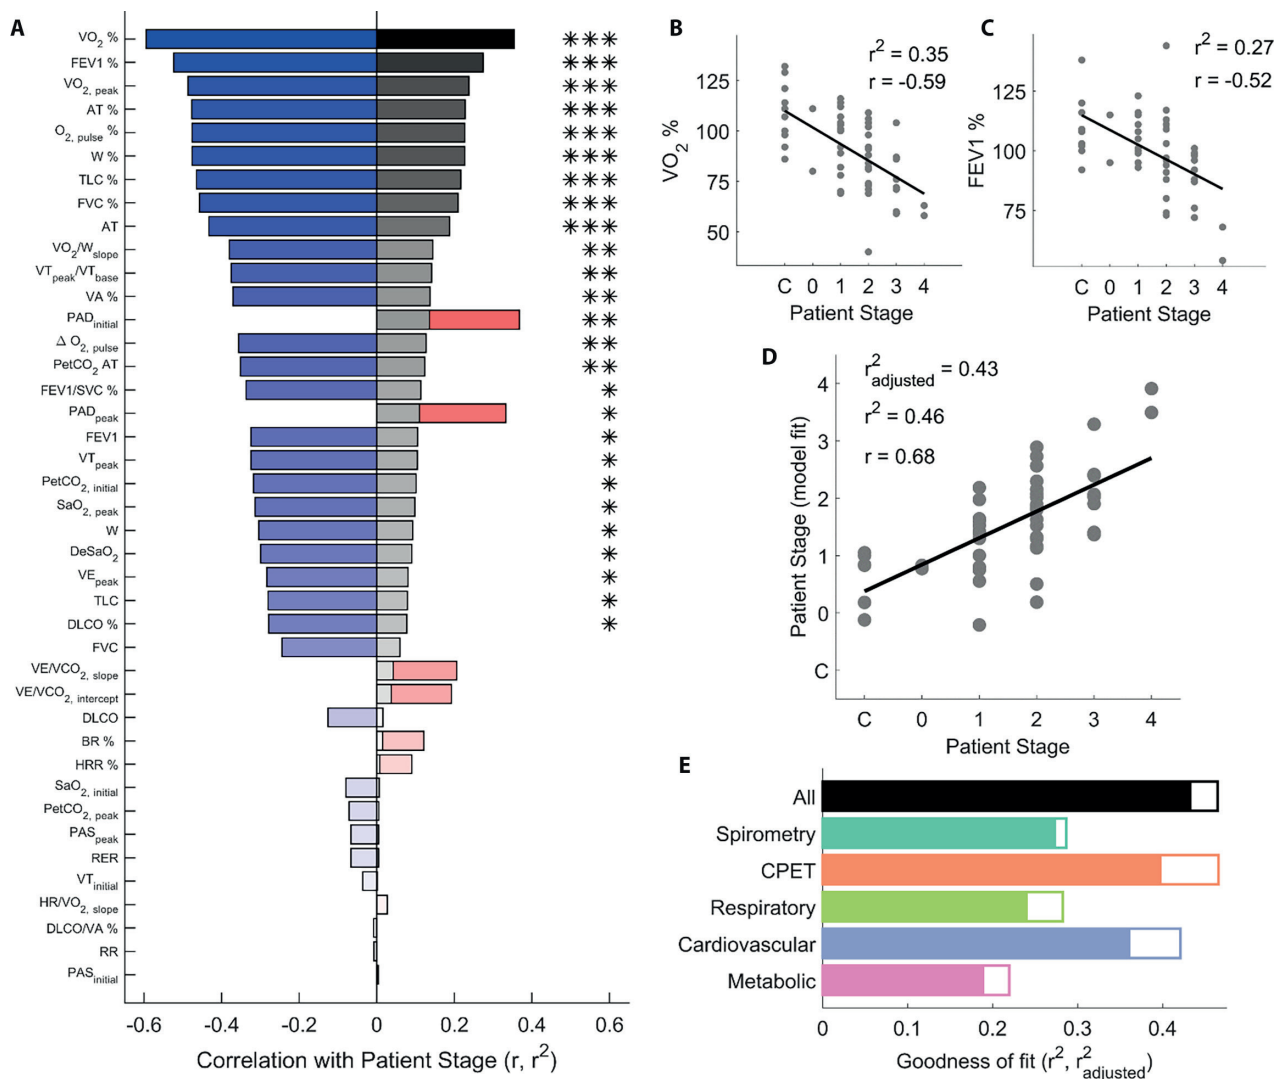 A
VO2 % ✳✳✳
FEV1 % ✳✳✳
VO2, peak ✳✳✳
AT % ✳✳✳
O2, pulse % ✳✳✳
W % ✳✳✳
TLC % ✳✳✳
FVC % ✳✳✳
AT ✳✳✳
VO2/Wslope ✳✳
VTpeak/VTbase ✳✳
VA % ✳✳
PADinitial ✳✳
Δ O2, pulse ✳✳
PetCO2 AT ✳✳
FEV1/SVC % ✳
PADpeak ✳
FEV1 ✳
VTpeak ✳
PetCO2, initial ✳
SaO2, peak ✳
W ✳
DeSaO2 ✳
VEpeak ✳
TLC ✳
DLCO % ✳
FVC
VE/VCO2, slope
VE/VCO2, intercept
DLCO
BR %
HRR %
SaO2, initial
PetCO2, peak
PASpeak
RER
VTinitial
HR/VO2, slope
DLCO/VA %
RR
PASinitial
-0.6 -0.4 -0.2 0 0.2 0.4 0.6
Correlation with Patient Stage (r, r2)
B
r2 = 0.35
r = -0.59
VO2 %
125
100
75
50
C 0 1 2 3 4
Patient Stage
C
r2 = 0.27
r = -0.52
FEV1 %
125
100
75
C 0 1 2 3 4
Patient Stage
D
r2adjusted = 0.43
r2 = 0.46
r = 0.68
Patient Stage (model fit)
4
3
2
1
0
C
C 0 1 2 3 4
Patient Stage
E
All
Spirometry
CPET
Respiratory
Cardiovascular
Metabolic
0 0.1 0.2 0.3 0.4
Goodness of fit (r2, r2adjusted)